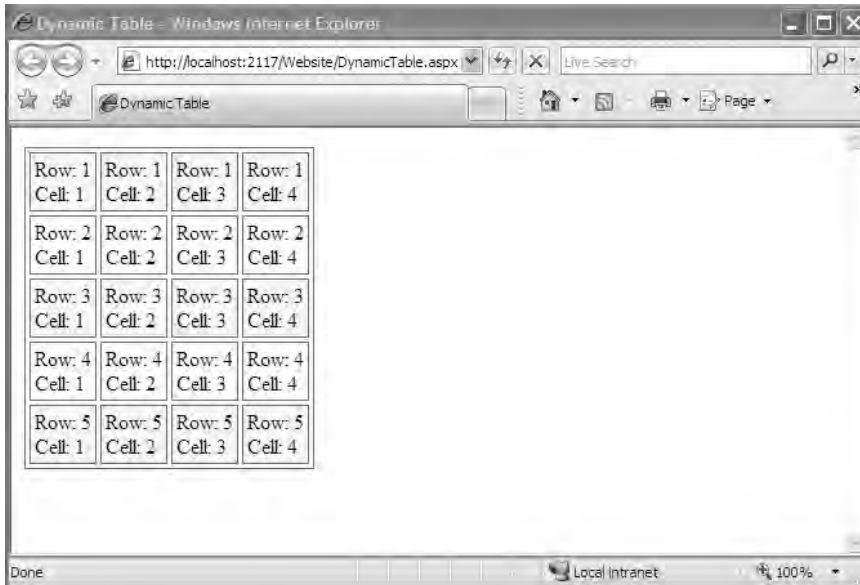 Dynamic Table - Windows Internet Explorer
http://localhost:2117/Website/DynamicTable.aspx
Live Search
Dynamic Table
Page
Row: 1 Row: 1 Row: 1 Row: 1
Cell: 1 Cell: 2 Cell: 3 Cell: 4
Row: 2 Row: 2 Row: 2 Row: 2
Cell: 1 Cell: 2 Cell: 3 Cell: 4
Row: 3 Row: 3 Row: 3 Row: 3
Cell: 1 Cell: 2 Cell: 3 Cell: 4
Row: 4 Row: 4 Row: 4 Row: 4
Cell: 1 Cell: 2 Cell: 3 Cell: 4
Row: 5 Row: 5 Row: 5 Row: 5
Cell: 1 Cell: 2 Cell: 3 Cell: 4
Done Local intranet 100%